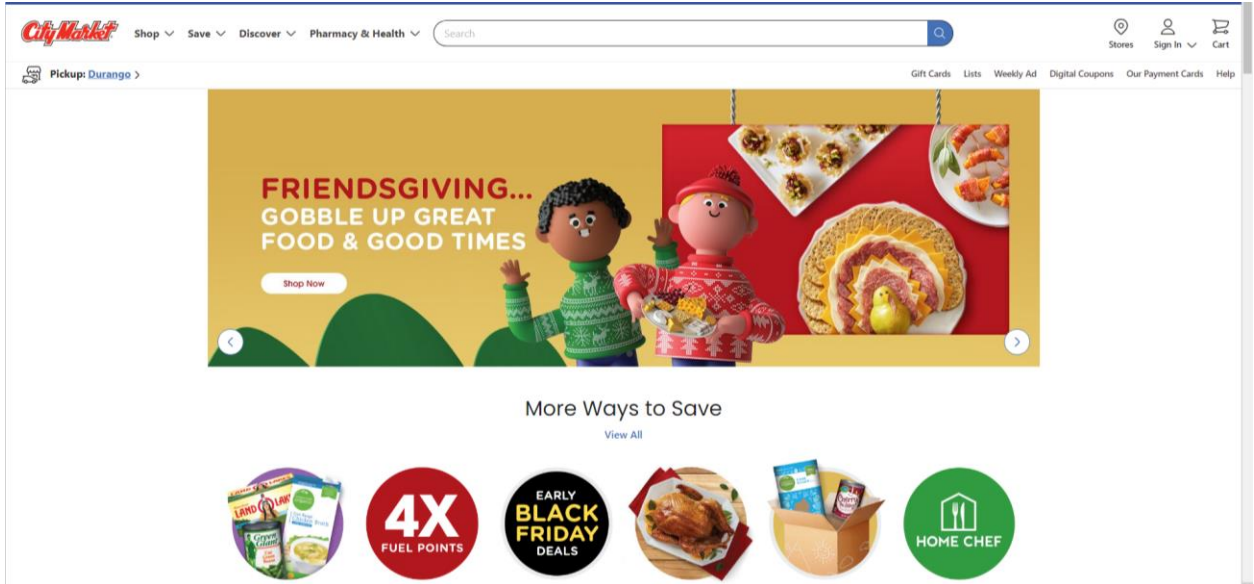 City Market
Shop
Save
Discover
Pharmacy & Health
Search
Stores
Sign In
Cart
Pickup: Durango
Gift Cards
Lists
Weekly Ad
Digital Coupons
Our Payment Cards
Help
FRIENDSGIVING...
GOBBLE UP GREAT
FOOD & GOOD TIMES
Shop Now
More Ways to Save
View All
LAND O LAKES
Green
Giant
4X
FUEL POINTS
EARLY
BLACK
FRIDAY
DEALS
HOME CHEF